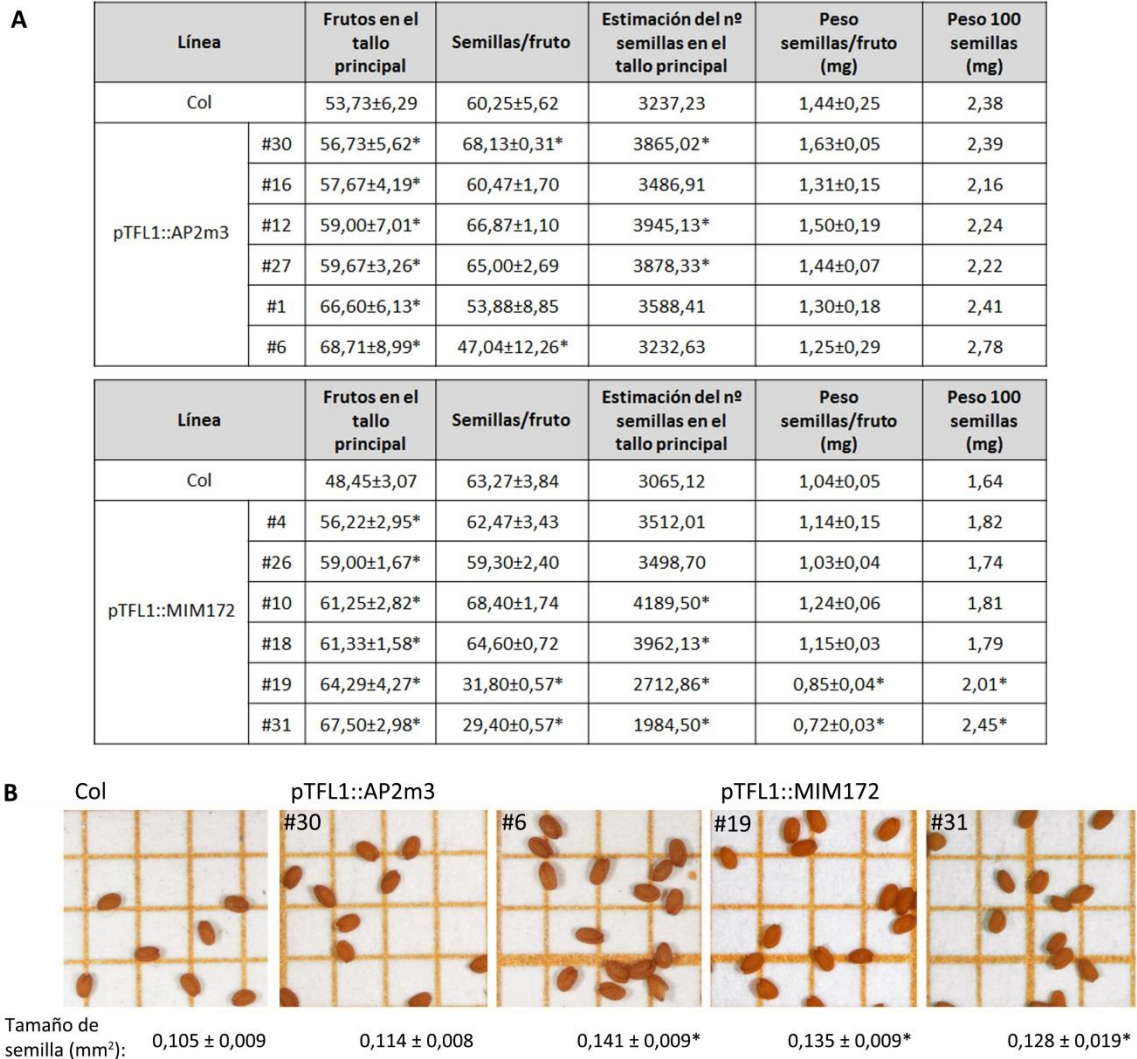 A
Línea Frutos en el tallo principal Semillas/fruto Estimación del nº semillas en el tallo principal Peso semillas/fruto (mg) Peso 100 semillas (mg)
Col 53,73±6,29 60,25±5,62 3237,23 1,44±0,25 2,38
pTFL1::AP2m3
#30 56,73±5,62* 68,13±0,31* 3865,02* 1,63±0,05 2,39
#16 57,67±4,19* 60,47±1,70 3486,91 1,31±0,15 2,16
#12 59,00±7,01* 66,87±1,10 3945,13* 1,50±0,19 2,24
#27 59,67±3,26* 65,00±2,69 3878,33* 1,44±0,07 2,22
#1 66,60±6,13* 53,88±8,85 3588,41 1,30±0,18 2,41
#6 68,71±8,99* 47,04±12,26* 3232,63 1,25±0,29 2,78
Línea Frutos en el tallo principal Semillas/fruto Estimación del nº semillas en el tallo principal Peso semillas/fruto (mg) Peso 100 semillas (mg)
Col 48,45±3,07 63,27±3,84 3065,12 1,04±0,05 1,64
pTFL1::MIM172
#4 56,22±2,95* 62,47±3,43 3512,01 1,14±0,15 1,82
#26 59,00±1,67* 59,30±2,40 3498,70 1,03±0,04 1,74
#10 61,25±2,82* 68,40±1,74 4189,50* 1,24±0,06 1,81
#18 61,33±1,58* 64,60±0,72 3962,13* 1,15±0,03 1,79
#19 64,29±4,27* 31,80±0,57* 2712,86* 0,85±0,04* 2,01*
#31 67,50±2,98* 29,40±0,57* 1984,50* 0,72±0,03* 2,45*
B Col pTFL1::AP2m3 pTFL1::MIM172
#30 #6 #19 #31
Tamaño de
semilla (mm²): 0,105 ± 0,009 0,114 ± 0,008 0,141 ± 0,009* 0,135 ± 0,009* 0,128 ± 0,019*